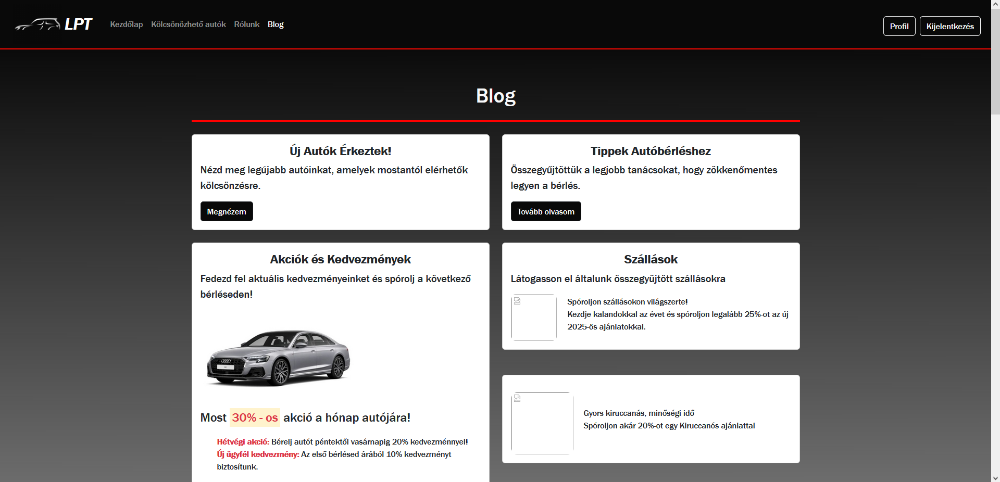 LPT
Kezdőlap
Kölcsönözhető autók
Rólunk
Blog
Profil
Kijelentkezés
Blog
Új Autók Érkeztek!
Nézd meg legújabb autóinkat, amelyek mostantól elérhetők
kölcsönzésre.
Megnézem
Tippek Autóbérléshez
Összegyűjtöttük a legjobb tanácsokat, hogy zökkenőmentes
legyen a bérlés.
Tovább olvasom
Akciók és Kedvezmények
Fedezd fel aktuális kedvezményeinket és spórolj a következő
bérléseden!
Most 30% - os akció a hónap autójára!
Hétvégi akció: Bérelj autót péntektől vasárnapig 20% kedvezménnyel!
Új ügyfél kedvezmény: Az első bérlésed árából 10% kedvezményt
biztosítunk.
Szállások
Látogasson el általunk összegyüjtött szállásokra
Spóroljon szállásokon világszerte!
Kezdje kalandokkal az évet és spóroljon legalább 25%-ot az új
2025-ös ajánlatokkal.
Gyors kiruccanás, minőségi idő
Spóroljon akár 20%-ot egy Kiruccanós ajánlattal